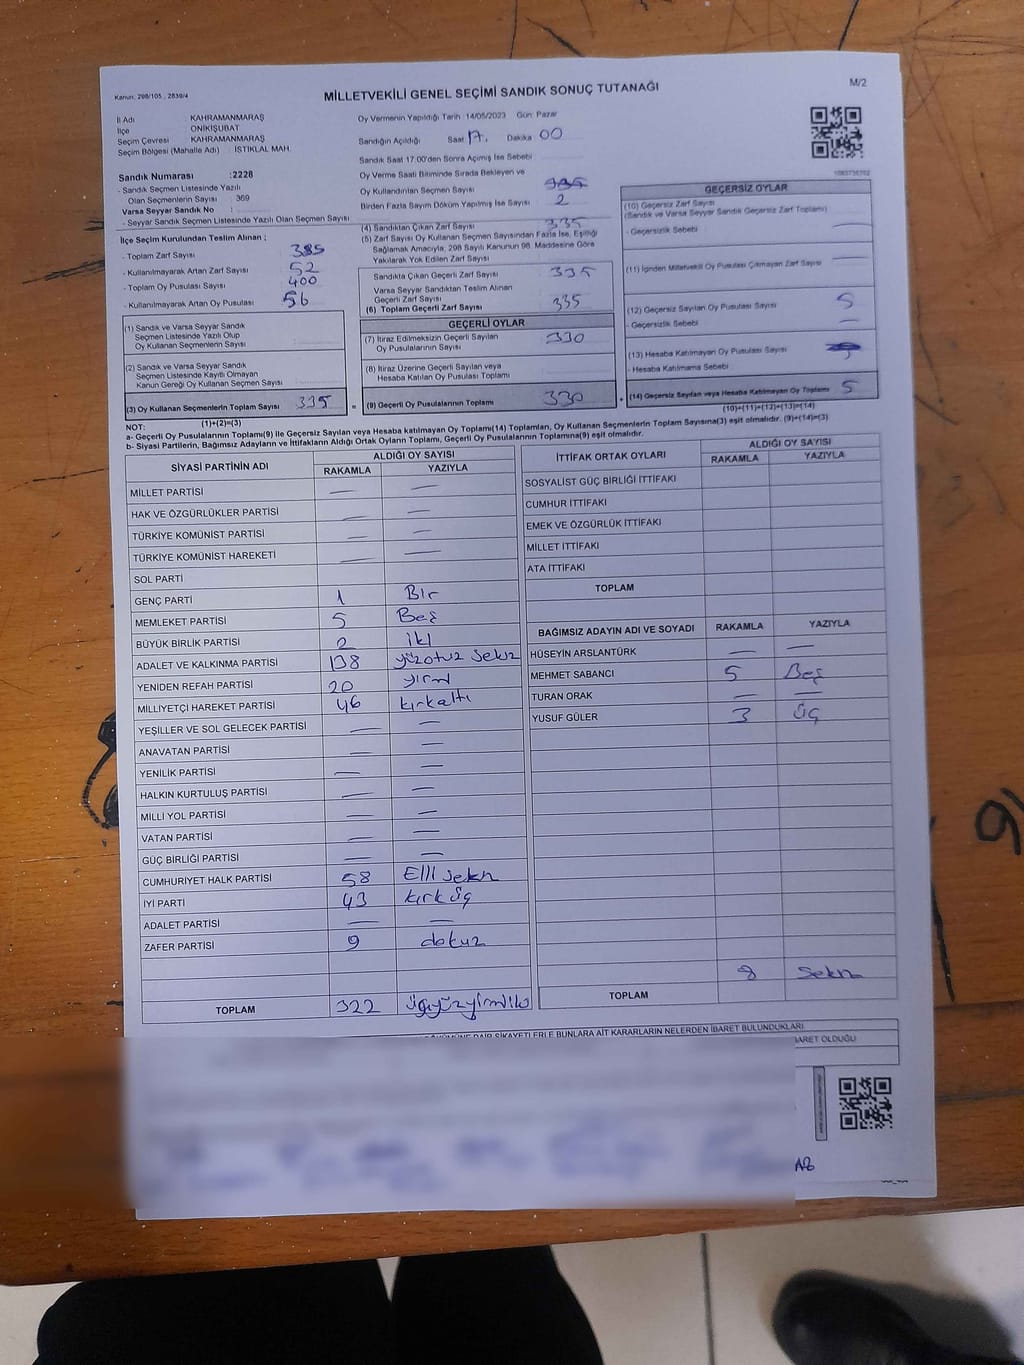 Kanun, 298/105 , 2839/4
MİLLETVEKİLİ GENEL SEÇİMİ SANDIK SONUÇ TUTANAĞI
M/2
İl Adı KAHRAMANMARAŞ
İlçe ONİKİŞUBAT
Seçim Çevresi : KAHRAMANMARAŞ
Seçim Bölgesi (Mahalle Adı) : İSTİKLAL MAH.
Sandık Numarası :2228
- Sandık Seçmen Listesinde Yazılı
Olan Seçmenlerin Sayısı : 369
Varsa Seyyar Sandık No :
- Seyyar Sandık Seçmen Listesinde Yazılı Olan Seçmen Sayısı
Oy Vermenin Yapıldığı Tarih : 14/05/2023 Gün: Pazar
Sandığın Açıldığı Saat 17. Dakika 00
Sandık Saat 17:00'den Sonra Açılmış İse Sebebi
Oy Verme Saati Bitiminde Sırada Bekleyen ve
Oy Kullandırılan Seçmen Sayısı
Birden Fazla Sayım Döküm Yapılmış İse Sayısı 2
İlçe Seçim Kurulundan Teslim Alınan ;
- Toplam Zarf Sayısı 385
- Kullanılmayarak Artan Zarf Sayısı 52
- Toplam Oy Pusulası Sayısı 400
- Kullanılmayarak Artan Oy Pusulası 56
(4) Sandıktan Çıkan Zarf Sayısı 335
(5) Zarf Sayısı Oy Kullanan Seçmen Sayısından Fazla İse, Eşitliği
Sağlamak Amacıyla, 298 Sayılı Kanunun 98. Maddesine Göre
Yakılarak Yok Edilen Zarf Sayısı
Sandıkta Çıkan Geçerli Zarf Sayısı 335
Varsa Seyyar Sandıktan Teslim Alınan
Geçerli Zarf Sayısı
(6) Toplam Geçerli Zarf Sayısı 335
(1) Sandık ve Varsa Seyyar Sandık
Seçmen Listesinde Yazılı Olup
Oy Kullanan Seçmenlerin Sayısı
(2) Sandık ve Varsa Seyyar Sandık
Seçmen Listesinde Kayıtlı Olmayan
Kanun Gereği Oy Kullanan Seçmen Sayısı
(3) Oy Kullanan Seçmenlerin Toplam Sayısı 335
(1)+(2)=(3)
GEÇERLİ OYLAR
(7) İtiraz Edilmeksizin Geçerli Sayılan
Oy Pusulalarının Sayısı 330
(8) İtiraz Üzerine Geçerli Sayılan veya
Hesaba Katılan Oy Pusulası Toplamı
= (9) Geçerli Oy Pusulalarının Toplamı 330
GEÇERSİZ OYLAR
(10) Geçersiz Zarf Sayısı
(Sandık ve Varsa Seyyar Sandık Geçersiz Zarf Toplamı)
- Geçersizlik Sebebi
(11) İçinden Milletvekili Oy Pusulası Çıkmayan Zarf Sayısı
(12) Geçersiz Sayılan Oy Pusulası Sayısı 5
- Geçersizlik Sebebi
(13) Hesaba Katılmayan Oy Pusulası Sayısı
- Hesaba Katılmama Sebebi
+ (14) Geçersiz Sayılan veya Hesaba Katılmayan Oy Toplamı 5
(10)+(11)+(12)+(13)=(14)
NOT:
a- Geçerli Oy Pusulalarının Toplamı(9) ile Geçersiz Sayılan veya Hesaba katılmayan Oy Toplamı(14) Toplamları, Oy Kullanan Seçmenlerin Toplam Sayısına(3) eşit olmalıdır. (9)+(14)=(3)
b- Siyasi Partilerin, Bağımsız Adayların ve İttifakların Aldığı Ortak Oyların Toplamı, Geçerli Oy Pusulalarının Toplamına(9) eşit olmalıdır.
SİYASİ PARTİNİN ADI ALDIĞI OY SAYISI
RAKAMLA YAZIYLA
MİLLET PARTİSİ — —
HAK VE ÖZGÜRLÜKLER PARTİSİ — —
TÜRKİYE KOMÜNİST PARTİSİ — —
TÜRKİYE KOMÜNİST HAREKETİ — —
SOL PARTİ
GENÇ PARTİ 1 Bir
MEMLEKET PARTİSİ 5 Beş
BÜYÜK BİRLİK PARTİSİ 2 iki
ADALET VE KALKINMA PARTİSİ 138 yüzotuz sekiz
YENİDEN REFAH PARTİSİ 20 yirmi
MİLLİYETÇİ HAREKET PARTİSİ 46 kırkaltı
YEŞİLLER VE SOL GELECEK PARTİSİ — —
ANAVATAN PARTİSİ — —
YENİLİK PARTİSİ — —
HALKIN KURTULUŞ PARTİSİ — —
MİLLİ YOL PARTİSİ — —
VATAN PARTİSİ — —
GÜÇ BİRLİĞİ PARTİSİ — —
CUMHURİYET HALK PARTİSİ 58 Elli sekiz
İYİ PARTİ 43 kırk üç
ADALET PARTİSİ — —
ZAFER PARTİSİ 9 dokuz
TOPLAM 322 üçyüzyirmiiki
İTTİFAK ORTAK OYLARI ALDIĞI OY SAYISI
RAKAMLA YAZIYLA
SOSYALİST GÜÇ BİRLİĞİ İTTİFAKI
CUMHUR İTTİFAKI
EMEK VE ÖZGÜRLÜK İTTİFAKI
MİLLET İTTİFAKI
ATA İTTİFAKI
TOPLAM
BAĞIMSIZ ADAYIN ADI VE SOYADI RAKAMLA YAZIYLA
HÜSEYİN ARSLANTÜRK — —
MEHMET SABANCI 5 Beş
TURAN ORAK — —
YUSUF GÜLER 3 üç
8 Sekiz
TOPLAM
ŞİKAYETLERLE BUNLARA AİT KARARLARIN NELERDEN İBARET BULUNDUKLARI
OLDUĞU